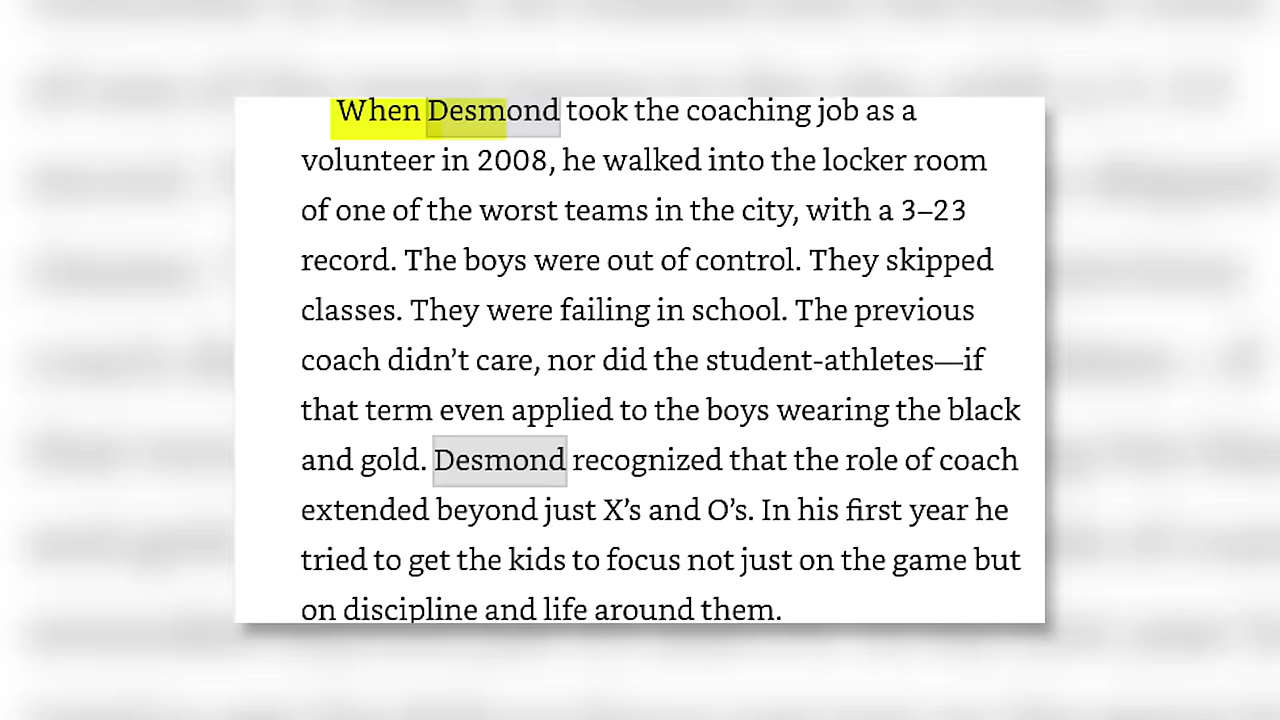 When Desmond took the coaching job as a
volunteer in 2008, he walked into the locker room
of one of the worst teams in the city, with a 3–23
record. The boys were out of control. They skipped
classes. They were failing in school. The previous
coach didn’t care, nor did the student-athletes—if
that term even applied to the boys wearing the black
and gold. Desmond recognized that the role of coach
extended beyond just X’s and O’s. In his first year he
tried to get the kids to focus not just on the game but
on discipline and life around them.